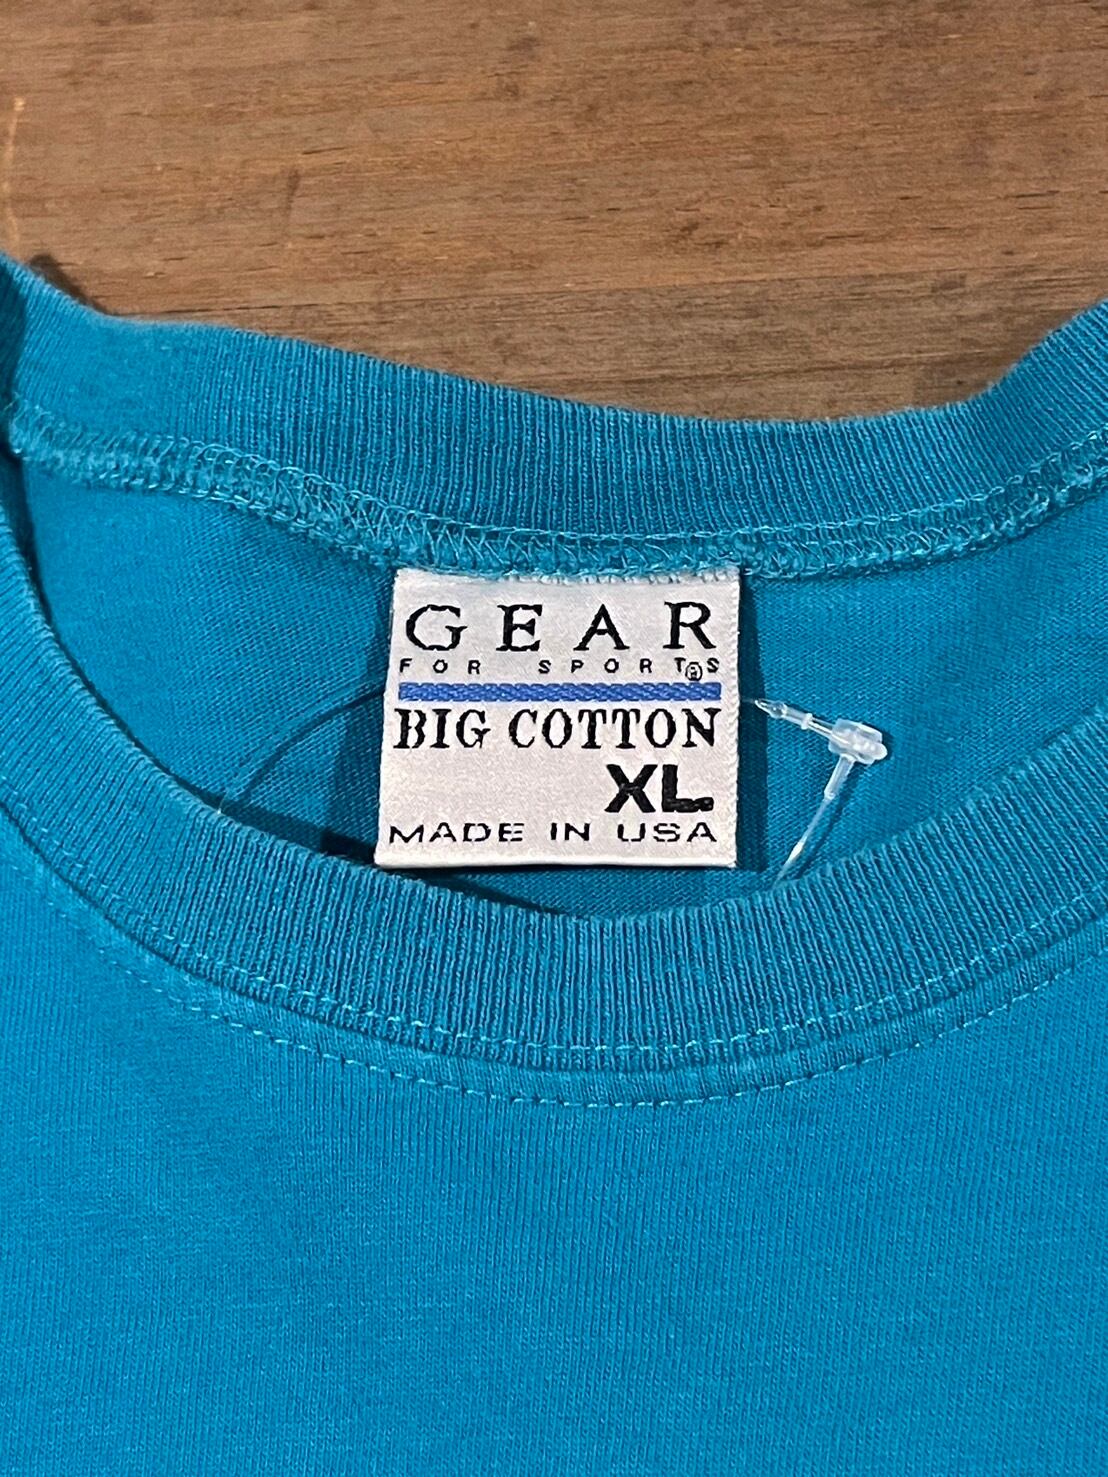 GEAR
FOR SPORTS®
BIG COTTON
XL
MADE IN USA